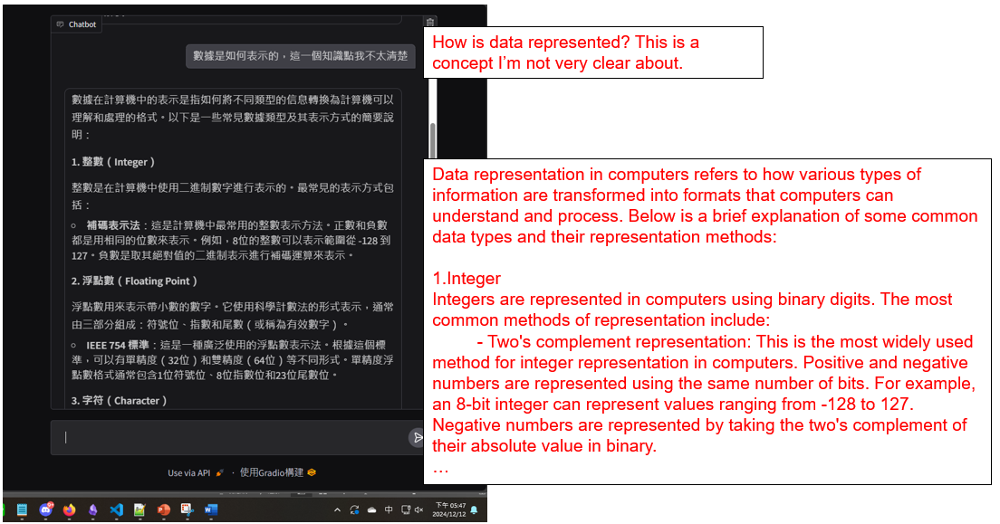 Chatbot
數據是如何表示的，這一個知識點我不太清楚
數據在計算機中的表示是指如何將不同類型的信息轉換為計算機可以
理解和處理的格式。以下是一些常見數據類型及其表示方式的簡要說
明：
1. 整數（Integer）
整數是在計算機中使用二進制數字進行表示的。最常見的表示方式包
括：
補碼表示法：這是計算機中最常用的整數表示方法。正數和負數
都是用相同的位數來表示。例如，8位的整數可以表示範圍從 -128 到
127。負數是取其絕對值的二進制表示進行補碼運算來表示。
2. 浮點數（Floating Point）
浮點數用來表示帶小數的數字。它使用科學計數法的形式表示，通常
由三部分組成：符號位、指數和尾數（或稱為有效數字）。
IEEE 754 標準：這是一種廣泛使用的浮點數表示法。根據這個標
準，可以有單精度（32位）和雙精度（64位）等不同形式。單精度浮
點數格式通常包含1位符號位、8位指數位和23位尾數位。
3. 字符（Character）
Use via API · 使用Gradio構建
中
下午 05:47
2024/12/12
How is data represented? This is a
concept I’m not very clear about.
Data representation in computers refers to how various types of
information are transformed into formats that computers can
understand and process. Below is a brief explanation of some common
data types and their representation methods:
1.Integer
Integers are represented in computers using binary digits. The most
common methods of representation include:
- Two's complement representation: This is the most widely used
method for integer representation in computers. Positive and negative
numbers are represented using the same number of bits. For example,
an 8-bit integer can represent values ranging from -128 to 127.
Negative numbers are represented by taking the two's complement of
their absolute value in binary.
…